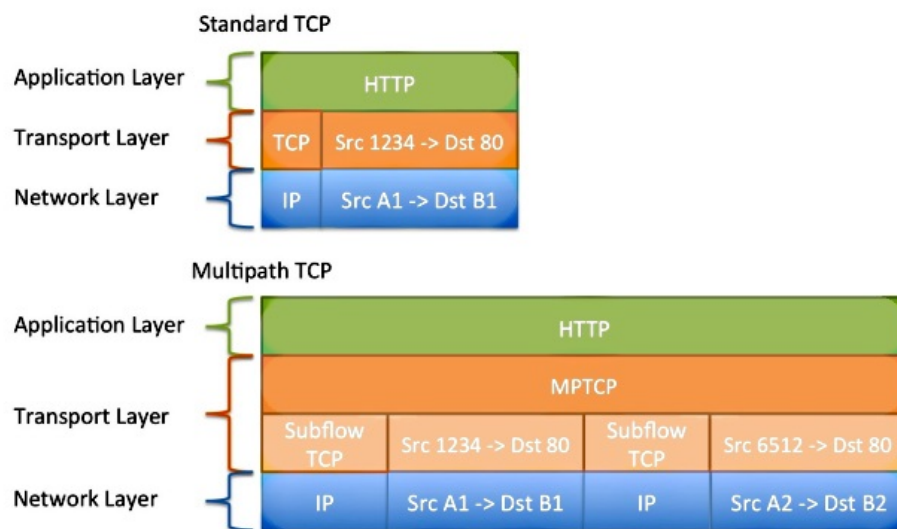 Standard TCP
Application Layer
HTTP
Transport Layer
TCP
Src 1234 -> Dst 80
Network Layer
IP
Src A1 -> Dst B1
Multipath TCP
Application Layer
HTTP
Transport Layer
MPTCP
Subflow
TCP
Src 1234 -> Dst 80
Subflow
TCP
Src 6512 -> Dst 80
Network Layer
IP
Src A1 -> Dst B1
IP
Src A2 -> Dst B2